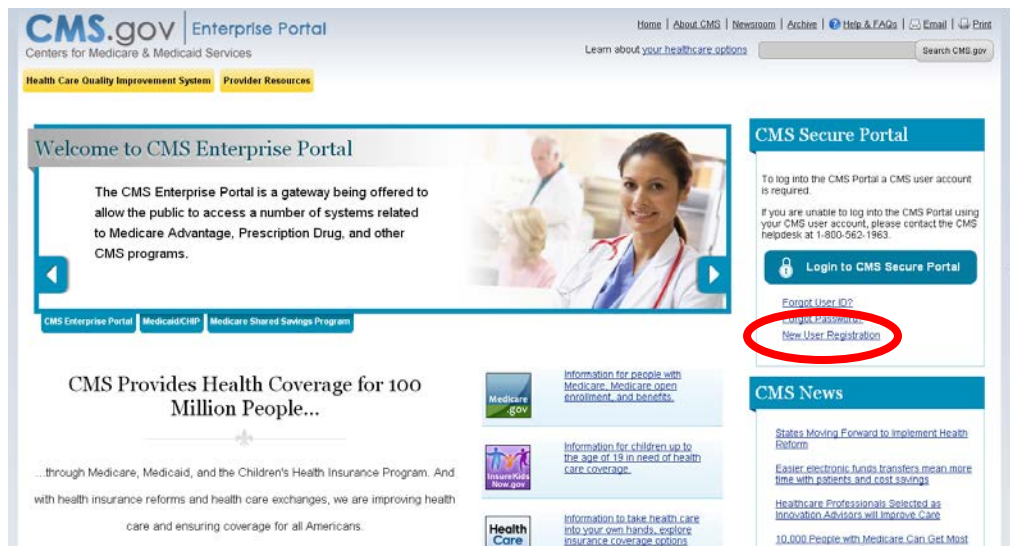 CMS.gov Enterprise Portal
Centers for Medicare & Medicaid Services
Home | About CMS | Newsroom | Archive | Help & FAQs | Email | Print
Learn about your healthcare options
Search CMS.gov
Health Care Quality Improvement System Provider Resources
Welcome to CMS Enterprise Portal
The CMS Enterprise Portal is a gateway being offered to
allow the public to access a number of systems related
to Medicare Advantage, Prescription Drug, and other
CMS programs.
CMS Enterprise Portal Medicaid/CHIP Medicare Shared Savings Program
CMS Secure Portal
To log into the CMS Portal a CMS user account
is required.
If you are unable to log into the CMS Portal using
your CMS user account, please contact the CMS
helpdesk at 1-800-562-1963.
Login to CMS Secure Portal
Forgot User ID?
Forgot Password?
New User Registration
CMS Provides Health Coverage for 100
Million People...
...through Medicare, Medicaid, and the Children's Health Insurance Program. And
with health insurance reforms and health care exchanges, we are improving health
care and ensuring coverage for all Americans.
Medicare
.gov
Information for people with
Medicare, Medicare open
enrollment, and benefits.
InsureKids
Now.gov
Information for children up to
the age of 19 in need of health
care coverage.
Health
Care
Information to take health care
into your own hands, explore
insurance coverage options
CMS News
States Moving Forward to Implement Health
Reform
Easier electronic funds transfers mean more
time with patients and cost savings
Healthcare Professionals Selected as
Innovation Advisors will Improve Care
10,000 People with Medicare Can Get Most